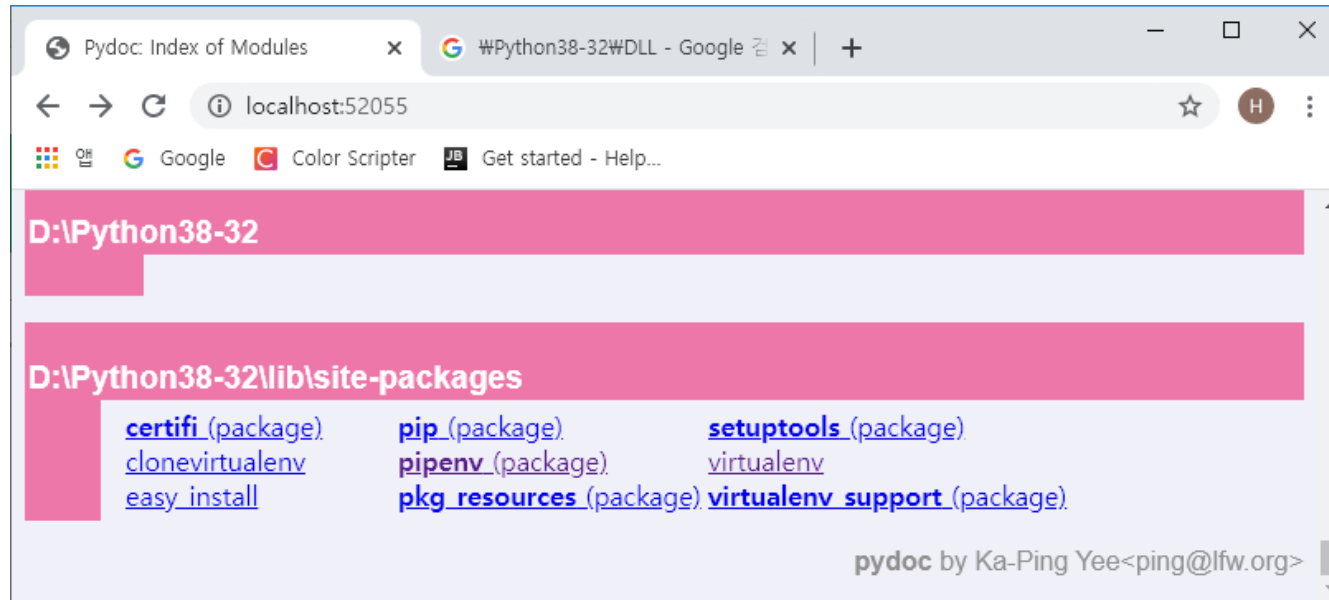 Pydoc: Index of Modules
₩Python38-32₩DLL - Google 검
localhost:52055
H
앱 Google Color Scripter JB Get started - Help...
D:\Python38-32
D:\Python38-32\lib\site-packages
certifi (package) pip (package) setuptools (package)
clonevirtualenv pipenv (package) virtualenv
easy_install pkg_resources (package) virtualenv_support (package)
pydoc by Ka-Ping Yee<ping@lfw.org>